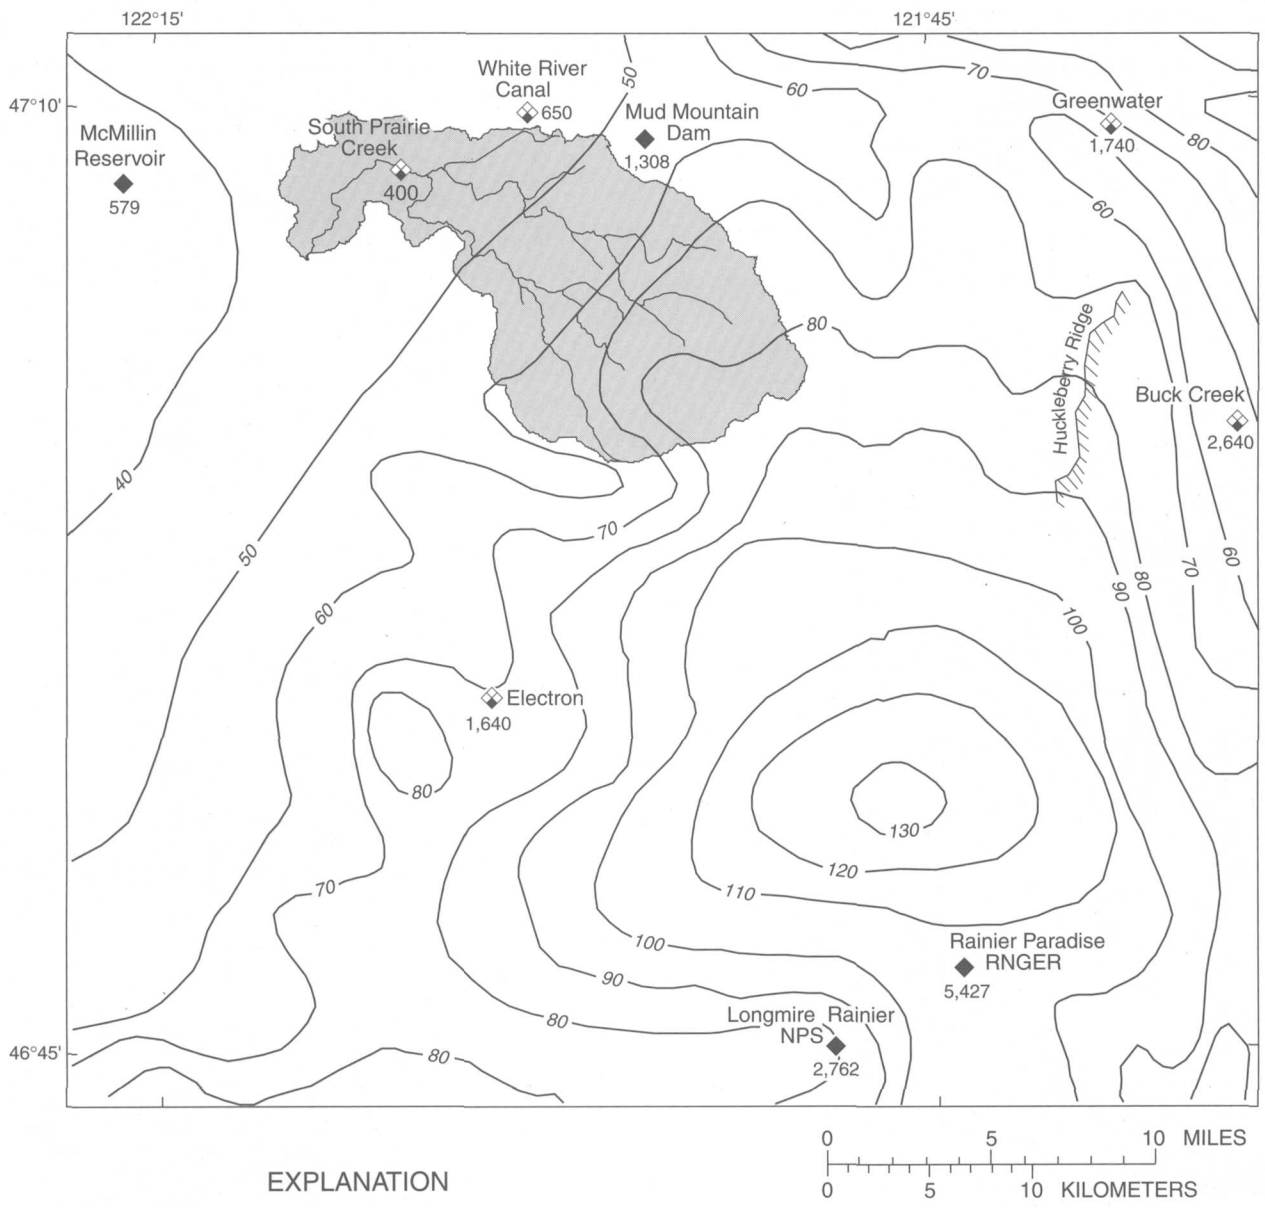 122°15'
121°45'
47°10'
46°45'
50
60
70
80
White River
Canal
650
Mud Mountain
Dam
1,308
Greenwater
1,740
McMillin
Reservoir
579
South Prairie
Creek
400
60
80
Huckleberry Ridge
Buck Creek
2,640
40
50
70
60
90
80
70
60
100
Electron
1,640
80
130
120
110
70
100
90
80
80
Rainier Paradise
RNGER
5,427
Longmire Rainier
NPS
2,762
0 5 10 MILES
0 5 10 KILOMETERS
EXPLANATION